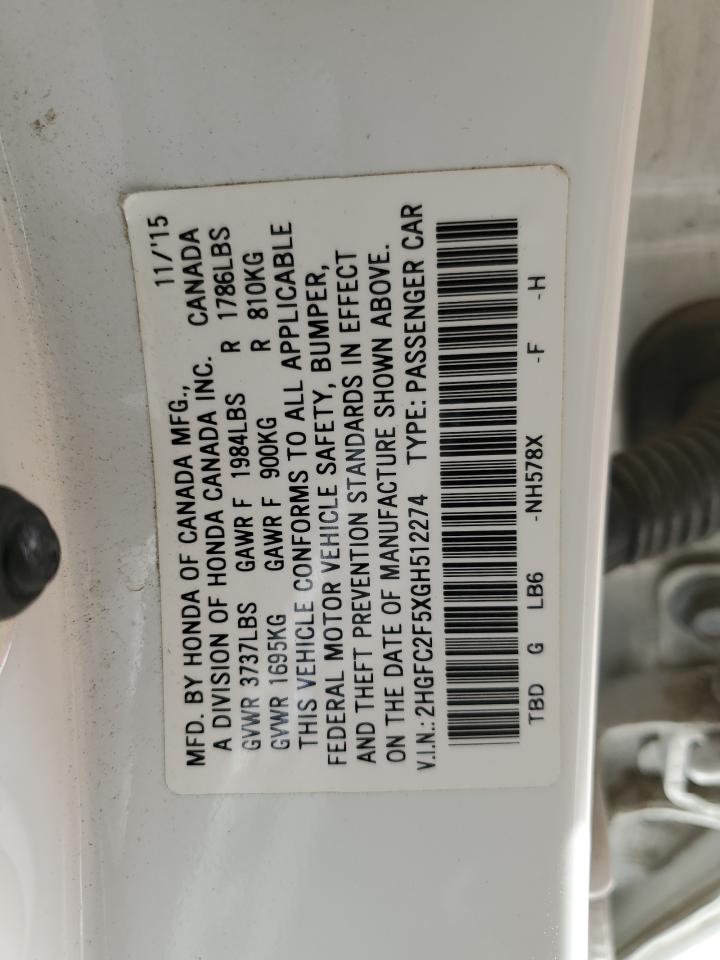 MFD. BY HONDA OF CANADA MFG., 11/'15
A DIVISION OF HONDA CANADA INC. CANADA
GVWR 3737LBS GAWR F 1984LBS R 1786LBS
GVWR 1695KG GAWR F 900KG R 810KG
THIS VEHICLE CONFORMS TO ALL APPLICABLE
FEDERAL MOTOR VEHICLE SAFETY, BUMPER,
AND THEFT PREVENTION STANDARDS IN EFFECT
ON THE DATE OF MANUFACTURE SHOWN ABOVE.
V.I.N.: 2HGFC2F5XGH512274 TYPE: PASSENGER CAR
TBD G LB6 -NH578X -F -H